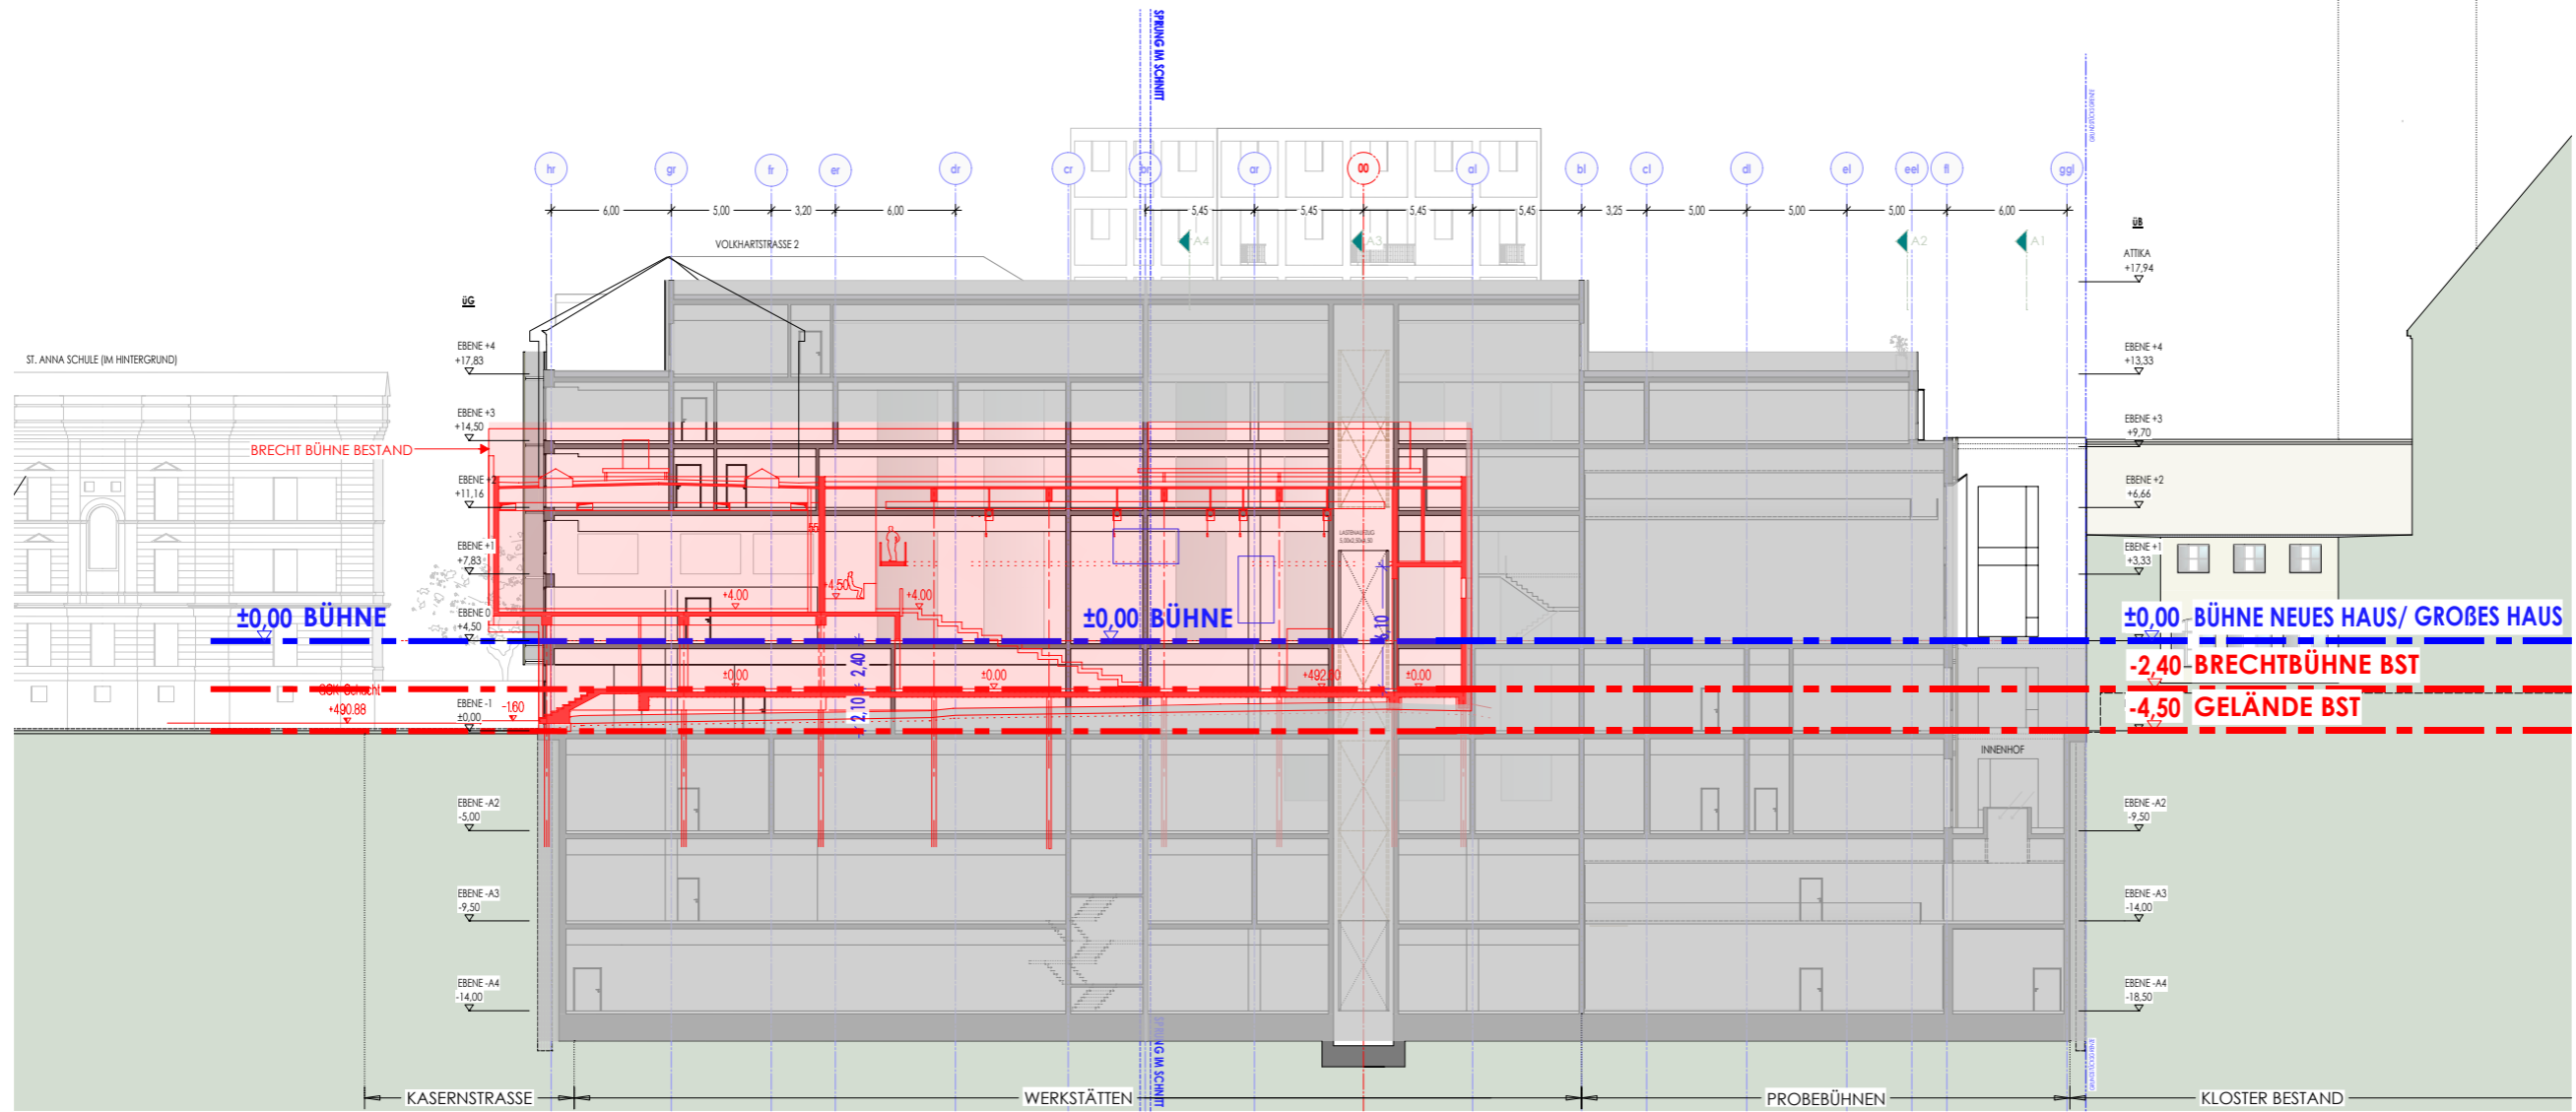 SPRUNG IM SCHNITT
GRUNDSTÜCKSGRENZE
hr
gr
fr
er
dr
cr
br
ar
00
al
bl
cl
dl
el
eel
fl
ggl
6,00
5,00
3,20
6,00
5,45
5,45
5,45
5,45
3,25
5,00
5,00
5,00
6,00
A4
A3
A2
A1
VOLKHARTSTRASSE 2
üG
üB
ATTIKA
+17,94
ST. ANNA SCHULE (IM HINTERGRUND)
EBENE +4
+17,83
EBENE +4
+13,33
EBENE +3
+14,50
EBENE +3
+9,70
BRECHT BÜHNE BESTAND
EBENE +2
+11,16
EBENE +2
+6,66
55
EBENE +1
+7,83
EBENE +1
+3,33
+4.50
+4.00
+4.00
EBENE 0
+4,50
±0,00 BÜHNE
±0,00 BÜHNE
±0,00 BÜHNE NEUES HAUS/ GROßES HAUS
6,10
2,40
-2,40 BRECHTBÜHNE BST
±0.00
±0.00
±0.00
GOK Schacht
+490.88
-1.60
EBENE -1
±0,00
2,10
-4,50 GELÄNDE BST
INNENHOF
EBENE -A2
-5,00
EBENE -A2
-9,50
EBENE -A3
-9,50
EBENE -A3
-14,00
EBENE -A4
-14,00
EBENE -A4
-18,50
SPRUNG IM SCHNITT
GRUNDSTÜCKSGRENZE
KASERNSTRASSE
WERKSTÄTTEN
PROBEBÜHNEN
KLOSTER BESTAND